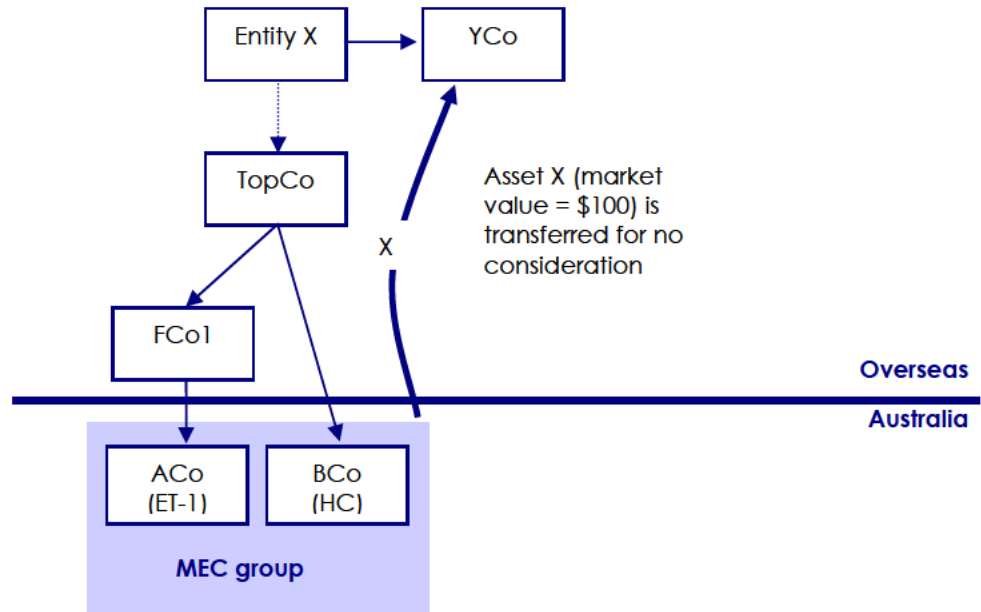 Entity X
YCo
TopCo
Asset X (market
value = $100) is
transferred for no
consideration
X
FCo1
Overseas
Australia
ACo
(ET-1)
BCo
(HC)
MEC group